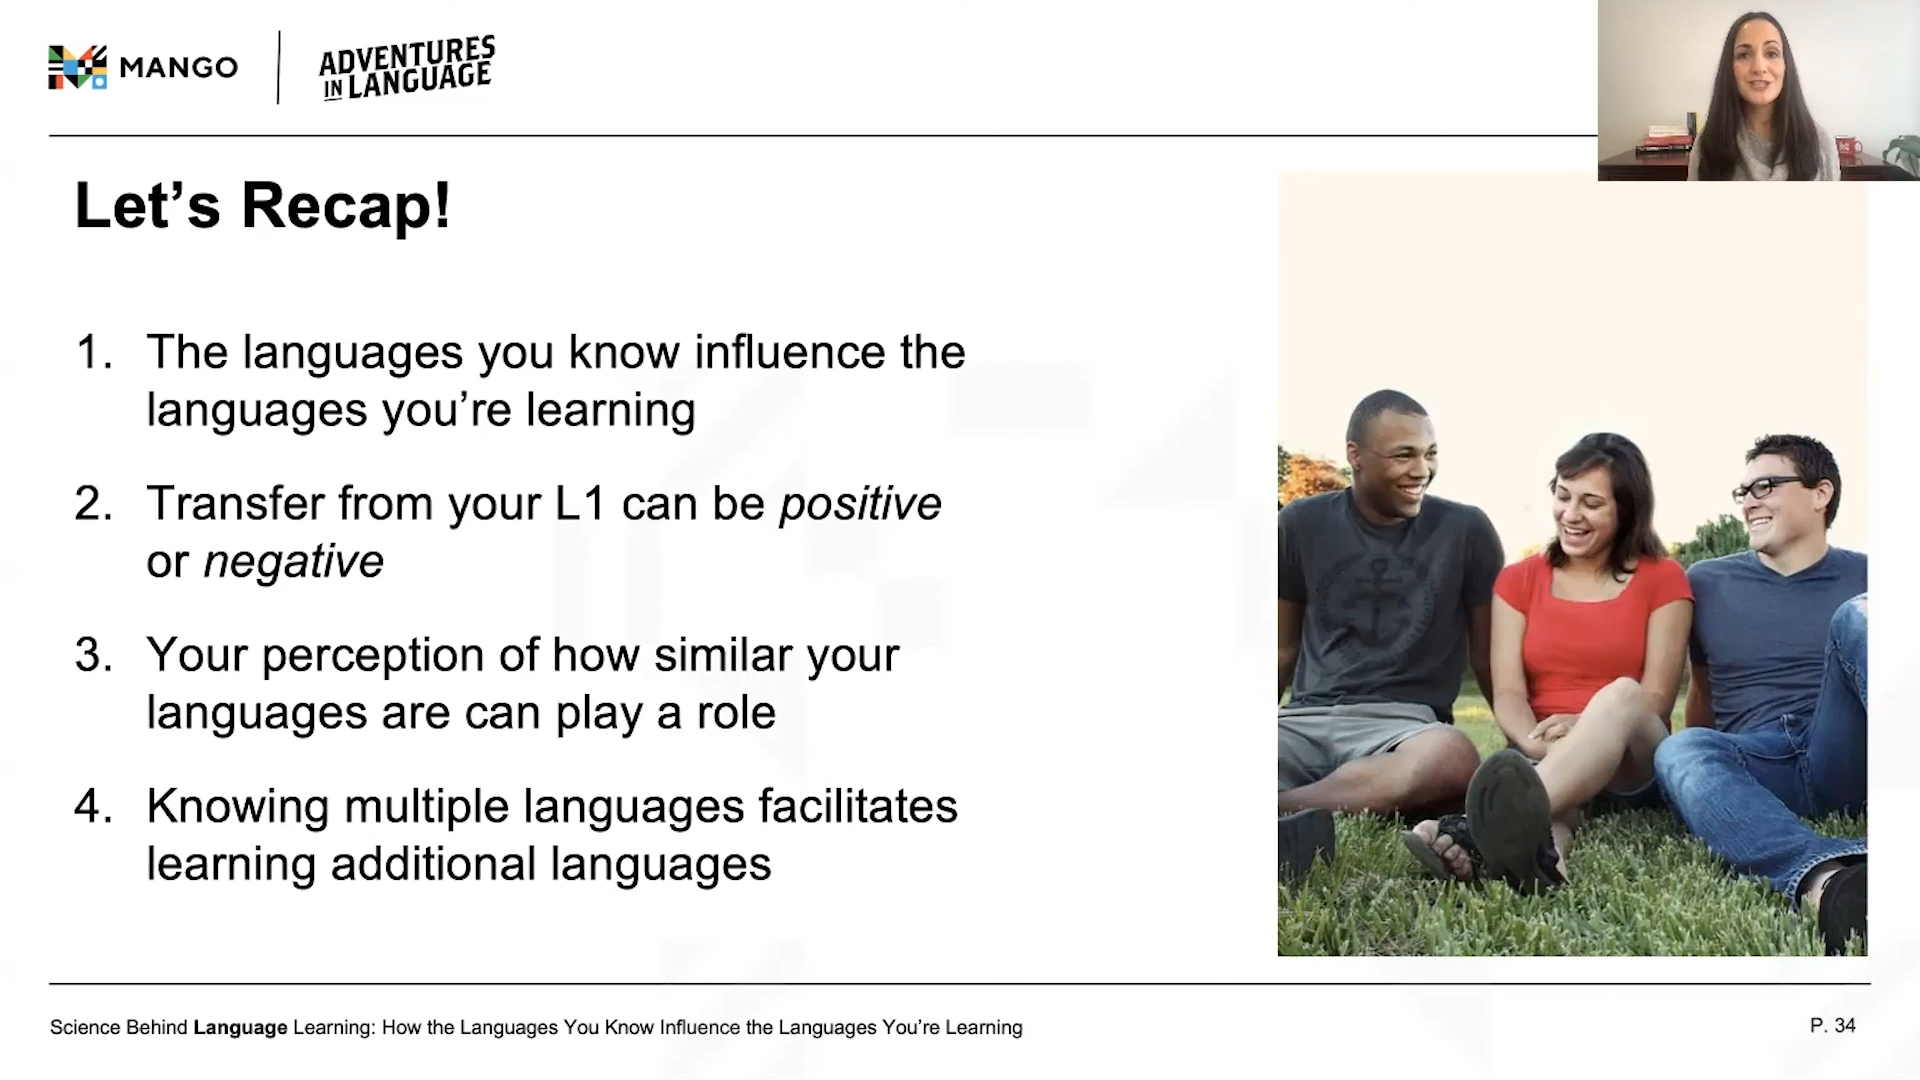 MANGO
ADVENTURES
IN LANGUAGE
Let’s Recap!
1. The languages you know influence the
languages you’re learning
2. Transfer from your L1 can be positive
or negative
3. Your perception of how similar your
languages are can play a role
4. Knowing multiple languages facilitates
learning additional languages
Science Behind Language Learning: How the Languages You Know Influence the Languages You’re Learning
P. 34